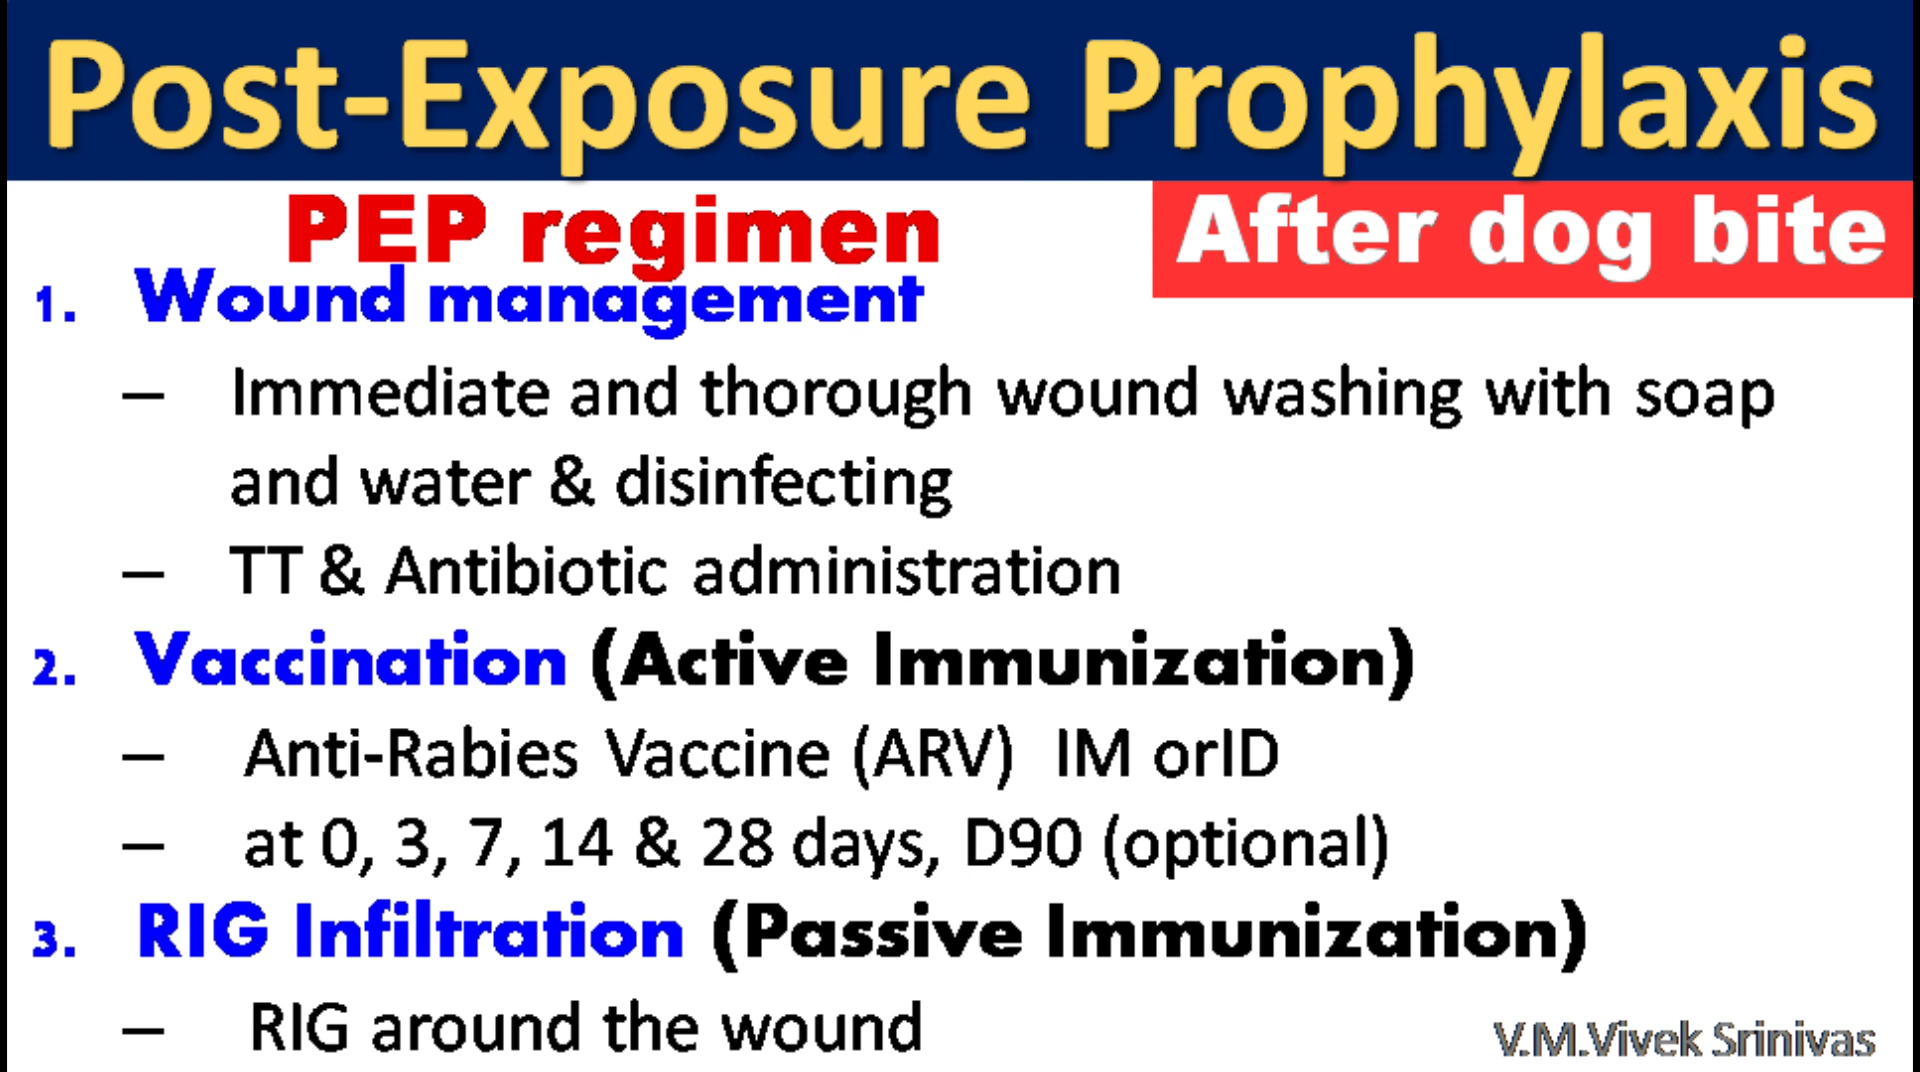 Post-Exposure Prophylaxis
PEP regimen
After dog bite
1. Wound management
– Immediate and thorough wound washing with soap
and water & disinfecting
– TT & Antibiotic administration
2. Vaccination (Active Immunization)
– Anti-Rabies Vaccine (ARV) IM orID
– at 0, 3, 7, 14 & 28 days, D90 (optional)
3. RIG Infiltration (Passive Immunization)
– RIG around the wound
V.M.Vivek Srinivas